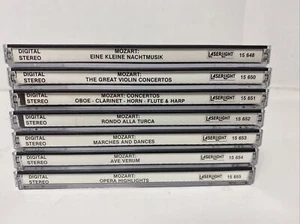 DIGITAL STEREO MOZART: EINE KLEINE NACHTMUSIK LASERLIGHT 15 648
DIGITAL STEREO MOZART: THE GREAT VIOLIN CONCERTOS LASERLIGHT 15 650
DIGITAL STEREO MOZART: CONCERTOS OBOE - CLARINET - HORN - FLUTE & HARP LASERLIGHT 15 651
DIGITAL STEREO MOZART: RONDO ALLA TURCA LASERLIGHT 15 652
DIGITAL STEREO MOZART: MARCHES AND DANCES LASERLIGHT 15 653
DIGITAL STEREO MOZART: AVE VERUM LASERLIGHT 15 654
DIGITAL STEREO MOZART: OPERA HIGHLIGHTS LASERLIGHT 15 655